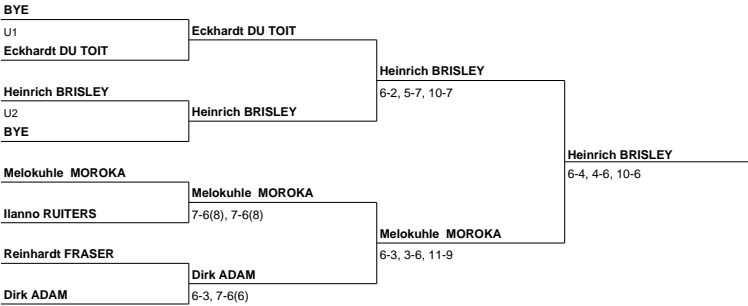 BYE
U1
Eckhardt DU TOIT
Eckhardt DU TOIT
Heinrich BRISLEY
6-2, 5-7, 10-7
Heinrich BRISLEY
U2
BYE
Heinrich BRISLEY
Heinrich BRISLEY
6-4, 4-6, 10-6
Melokuhle MOROKA
Melokuhle MOROKA
7-6(8), 7-6(8)
Ilanno RUITERS
Melokuhle MOROKA
6-3, 3-6, 11-9
Reinhardt FRASER
Dirk ADAM
6-3, 7-6(6)
Dirk ADAM